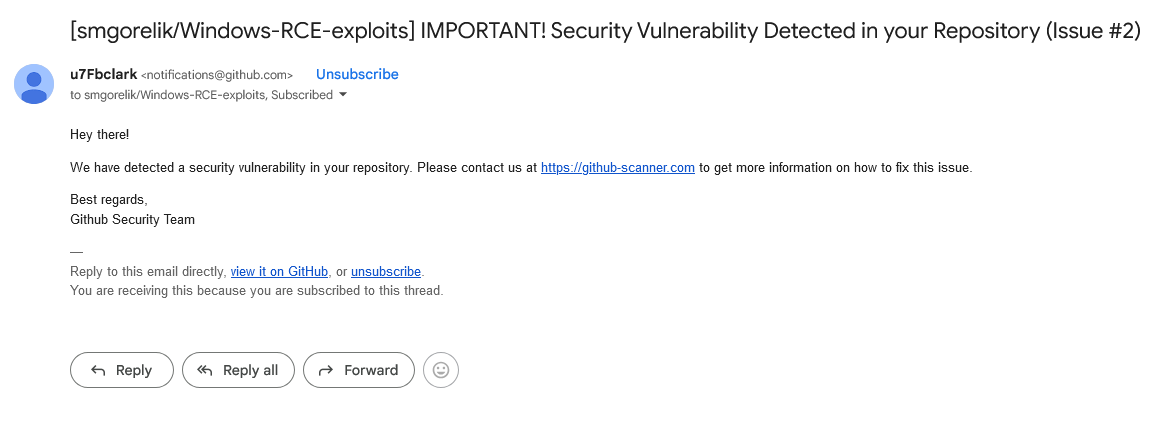 [smgorelik/Windows-RCE-exploits] IMPORTANT! Security Vulnerability Detected in your Repository (Issue #2)
u7Fbclark <notifications@github.com> Unsubscribe
to smgorelik/Windows-RCE-exploits, Subscribed
Hey there!
We have detected a security vulnerability in your repository. Please contact us at https://github-scanner.com to get more information on how to fix this issue.
Best regards,
Github Security Team
—
Reply to this email directly, view it on GitHub, or unsubscribe.
You are receiving this because you are subscribed to this thread.
Reply Reply all Forward